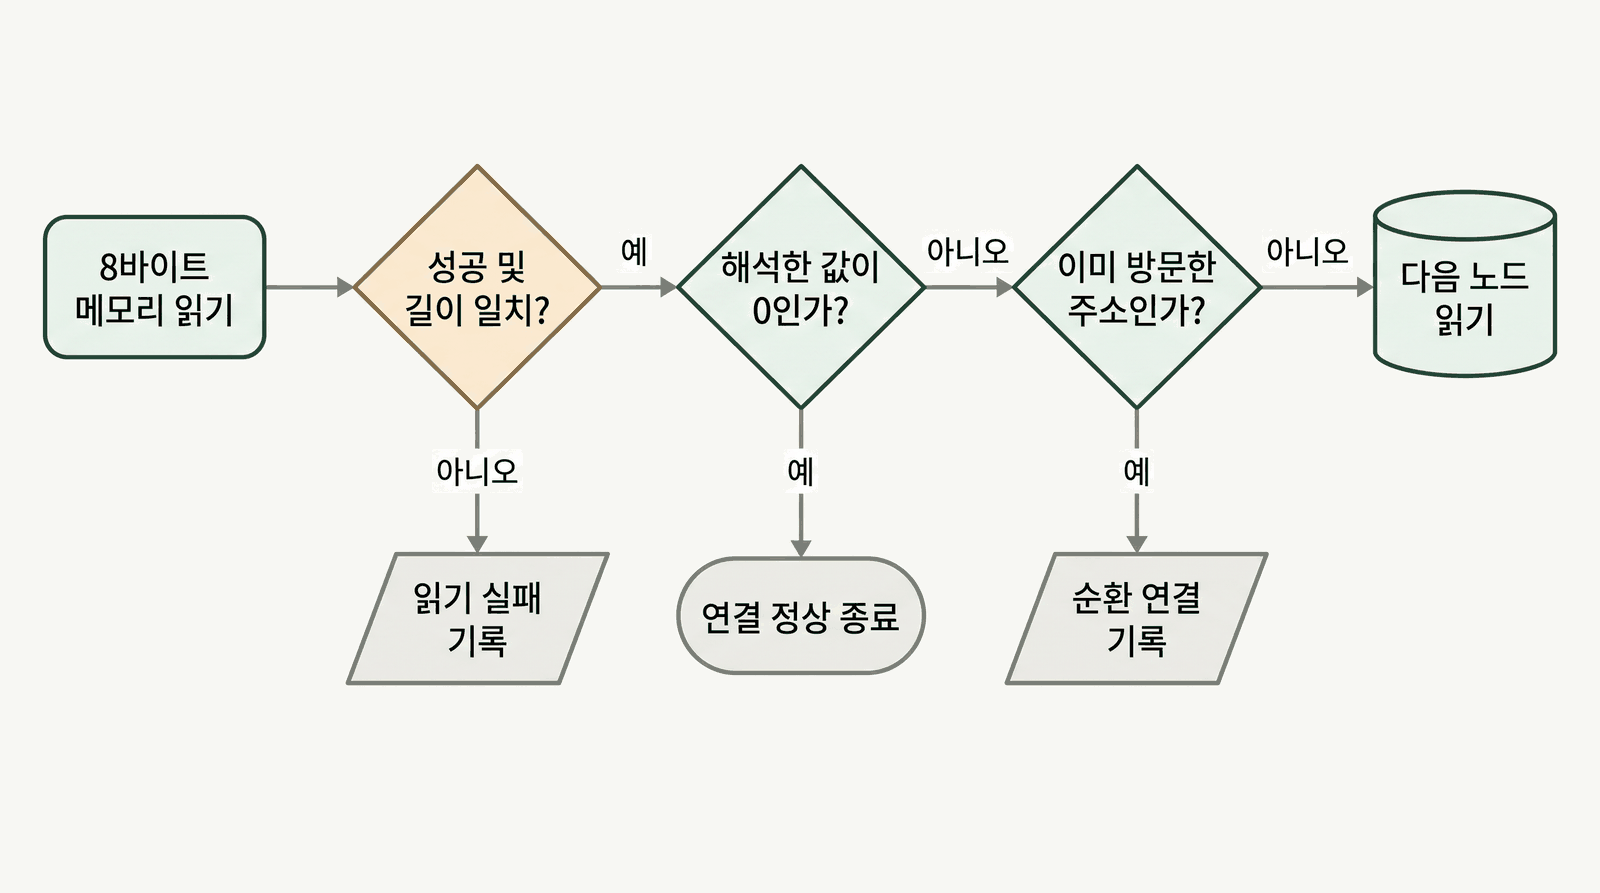 8바이트
메모리 읽기
성공 및
길이 일치?
예
해석한 값이
0인가?
아니오
이미 방문한
주소인가?
아니오
다음 노드
읽기
아니오
예
예
읽기 실패
기록
연결 정상 종료
순환 연결
기록